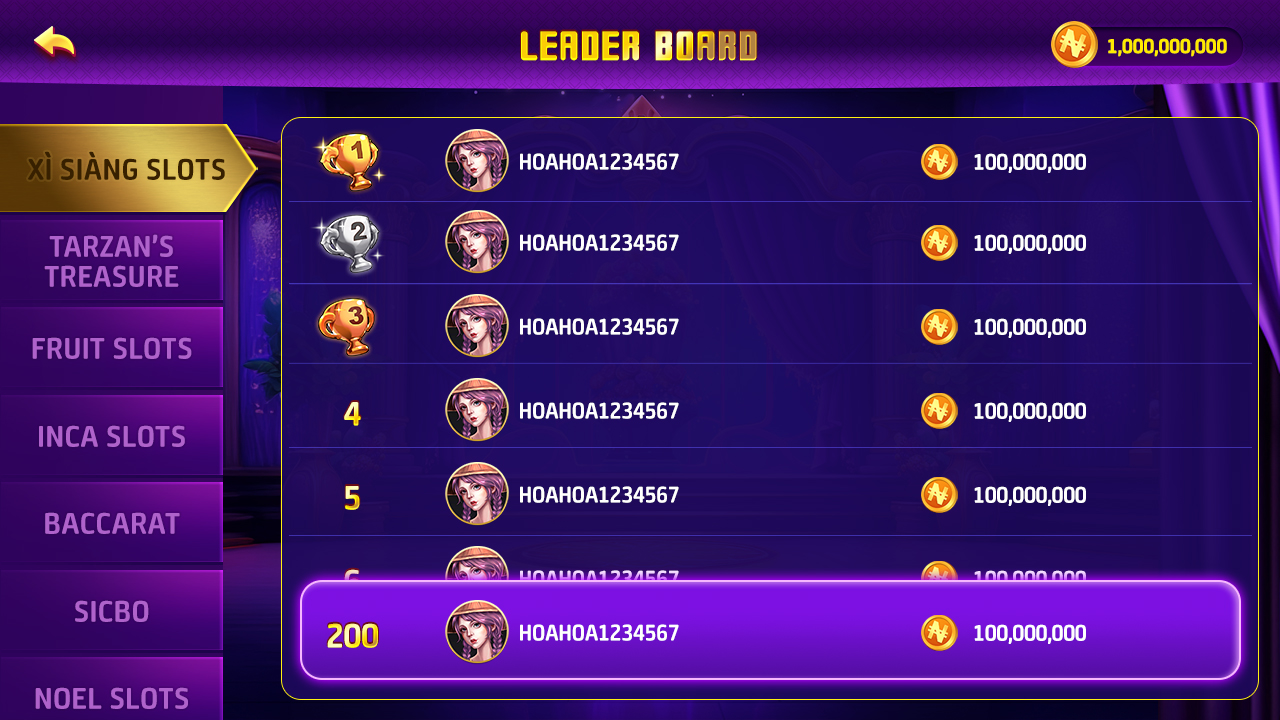 LEADER BOARD
1,000,000,000
XÌ SIÀNG SLOTS
TARZAN'S
TREASURE
FRUIT SLOTS
INCA SLOTS
BACCARAT
SICBO
NOEL SLOTS
1 HOAHOA1234567 100,000,000
2 HOAHOA1234567 100,000,000
3 HOAHOA1234567 100,000,000
4 HOAHOA1234567 100,000,000
5 HOAHOA1234567 100,000,000
6 HOAHOA1234567 100,000,000
200 HOAHOA1234567 100,000,000